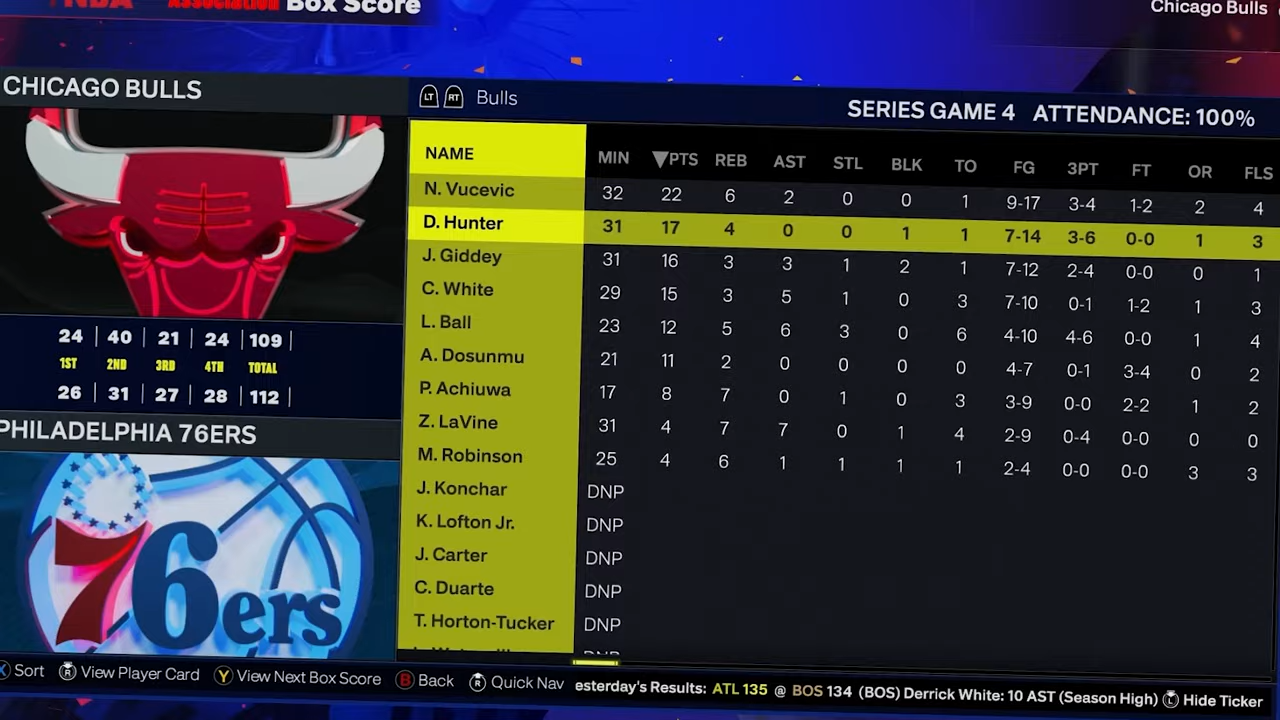 NBA Association Box Score
Chicago Bulls
CHICAGO BULLS
LT RT Bulls
SERIES GAME 4 ATTENDANCE: 100%
NAME MIN ▼PTS REB AST STL BLK TO FG 3PT FT OR FLS
N. Vucevic 32 22 6 2 0 0 1 9-17 3-4 1-2 2 4
D. Hunter 31 17 4 0 0 1 1 7-14 3-6 0-0 1 3
J. Giddey 31 16 3 3 1 2 1 7-12 2-4 0-0 0 1
C. White 29 15 3 5 1 0 3 7-10 0-1 1-2 1 3
L. Ball 23 12 5 6 3 0 6 4-10 4-6 0-0 1 4
A. Dosunmu 21 11 2 0 0 0 0 4-7 0-1 3-4 0 2
P. Achiuwa 17 8 7 0 1 0 3 3-9 0-0 2-2 1 2
Z. LaVine 31 4 7 7 0 1 4 2-9 0-4 0-0 0 0
M. Robinson 25 4 6 1 1 1 1 2-4 0-0 0-0 3 3
J. Konchar DNP
K. Lofton Jr. DNP
J. Carter DNP
C. Duarte DNP
T. Horton-Tucker DNP
DNP
24 | 40 | 21 | 24 | 109 |
1ST 2ND 3RD 4TH TOTAL
26 | 31 | 27 | 28 | 112 |
PHILADELPHIA 76ERS
76ers
X Sort R View Player Card Y View Next Box Score B Back R Quick Nav
esterday's Results: ATL 135 @ BOS 134 (BOS) Derrick White: 10 AST (Season High) L Hide Ticker